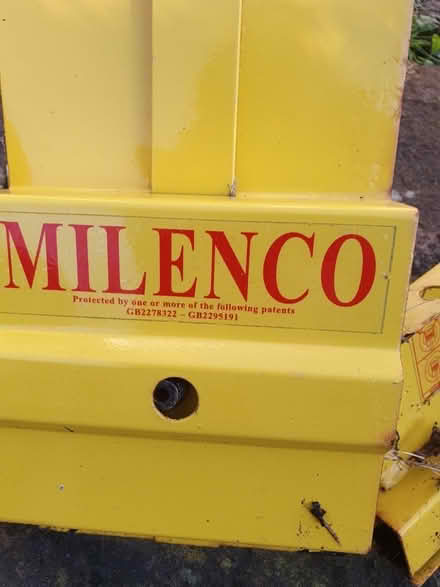 MILENCO
Protected by one or more of the following patents
GB2278322 – GB2295191